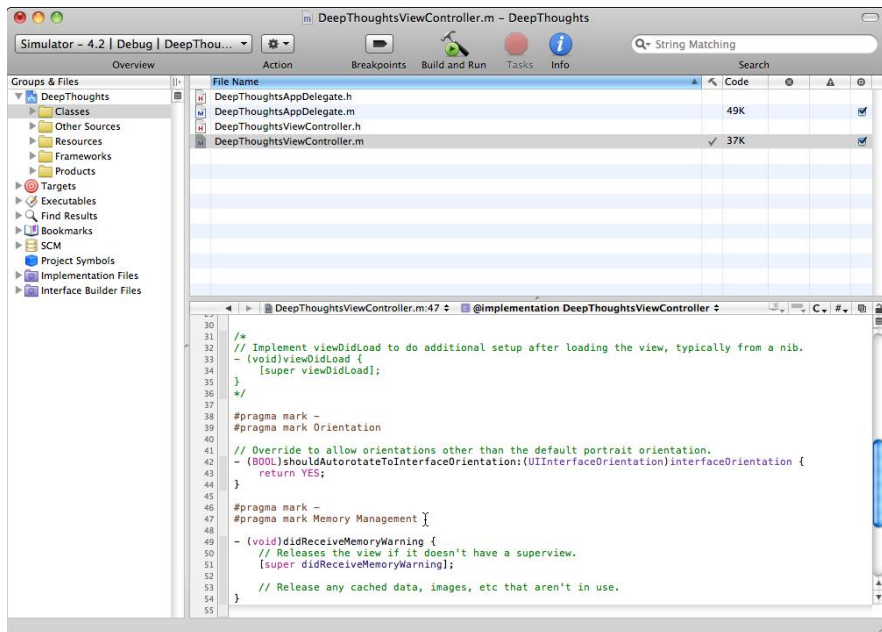 DeepThoughtsViewController.m – DeepThoughts
Simulator – 4.2 | Debug | DeepThou...
String Matching
Overview
Action
Breakpoints
Build and Run
Tasks
Info
Search
Groups & Files
File Name
Code
DeepThoughts
Classes
Other Sources
Resources
Frameworks
Products
Targets
Executables
Find Results
Bookmarks
SCM
Project Symbols
Implementation Files
Interface Builder Files
DeepThoughtsAppDelegate.h
DeepThoughtsAppDelegate.m 49K
DeepThoughtsViewController.h
DeepThoughtsViewController.m 37K
DeepThoughtsViewController.m:47 @implementation DeepThoughtsViewController C #
30
31 /*
32 // Implement viewDidLoad to do additional setup after loading the view, typically from a nib.
33 - (void)viewDidLoad {
34 [super viewDidLoad];
35 }
36 */
37
38 #pragma mark -
39 #pragma mark Orientation
40
41 // Override to allow orientations other than the default portrait orientation.
42 - (BOOL)shouldAutorotateToInterfaceOrientation:(UIInterfaceOrientation)interfaceOrientation {
43 return YES;
44 }
45
46 #pragma mark -
47 #pragma mark Memory Management
48
49 - (void)didReceiveMemoryWarning {
50 // Releases the view if it doesn't have a superview.
51 [super didReceiveMemoryWarning];
52
53 // Release any cached data, images, etc that aren't in use.
54 }
55